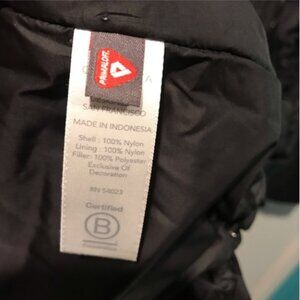 PRIMALOFT
SAN FRANCISCO
MADE IN INDONESIA
Shell : 100% Nylon
Lining : 100% Nylon
Filler: 100% Polyester
Exclusive Of
Decoration
RN 54023
Certified
B
Corporation